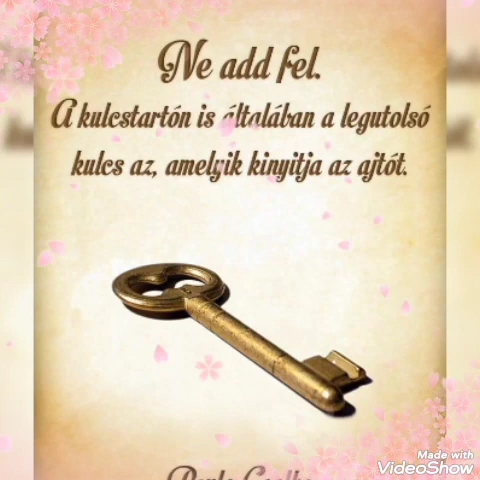 Ne add fel.
A kulcstartón is általában a legutolsó
kulcs az, amelyik kinyitja az ajtót.
Made with
VideoShow